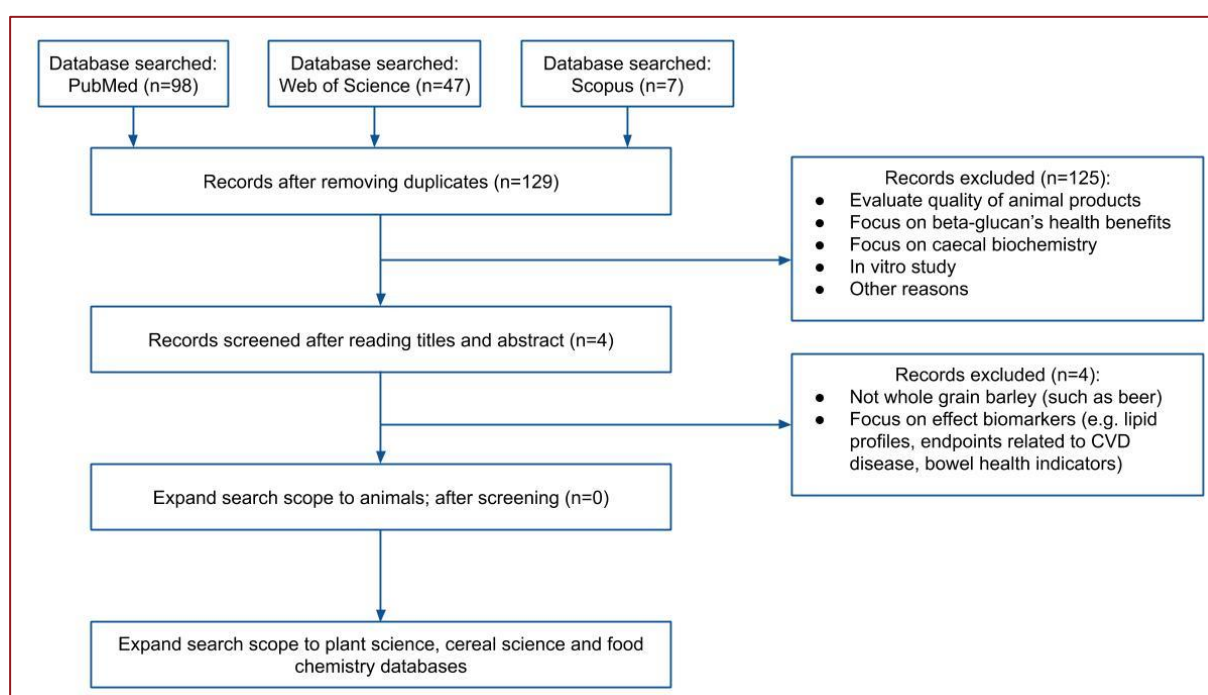 Database searched:
PubMed (n=98)
Database searched:
Web of Science (n=47)
Database searched:
Scopus (n=7)
Records after removing duplicates (n=129)
Records excluded (n=125):
● Evaluate quality of animal products
● Focus on beta-glucan’s health benefits
● Focus on caecal biochemistry
● In vitro study
● Other reasons
Records screened after reading titles and abstract (n=4)
Records excluded (n=4):
● Not whole grain barley (such as beer)
● Focus on effect biomarkers (e.g. lipid
profiles, endpoints related to CVD
disease, bowel health indicators)
Expand search scope to animals; after screening (n=0)
Expand search scope to plant science, cereal science and food
chemistry databases